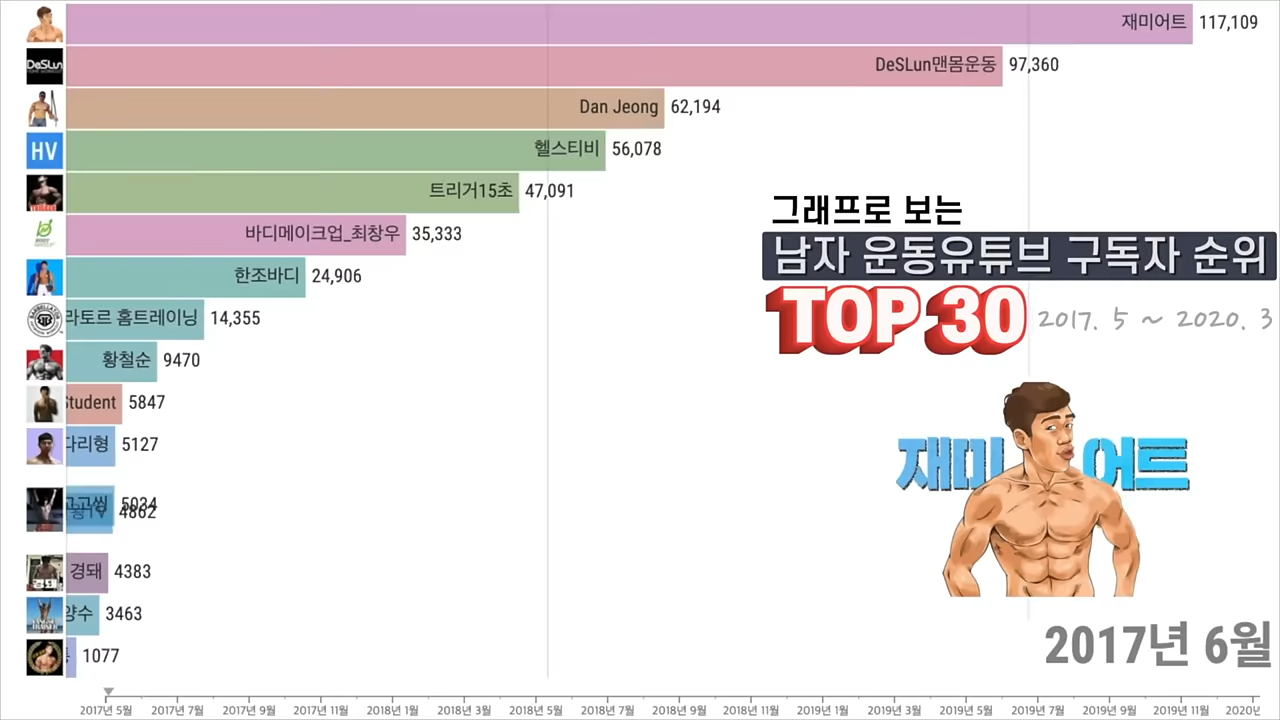 재미어트 117,109
DeSLun맨몸운동 97,360
Dan Jeong 62,194
HV 헬스티비 56,078
트리거15초 47,091
바디메이크업_최창우 35,333
한조바디 24,906
라토르 홈트레이닝 14,355
황철순 9470
Student 5847
다리형 5127
고고씽 5034
4862
경돼 4383
양수 3463
1077
그래프로 보는
남자 운동유튜브 구독자 순위
TOP 30 2017. 5 ~ 2020. 3
재미어트
2017년 6월
2017년 5월 2017년 7월 2017년 9월 2017년 11월 2018년 1월 2018년 3월 2018년 5월 2018년 7월 2018년 9월 2018년 11월 2019년 1월 2019년 3월 2019년 5월 2019년 7월 2019년 9월 2019년 11월 2020년